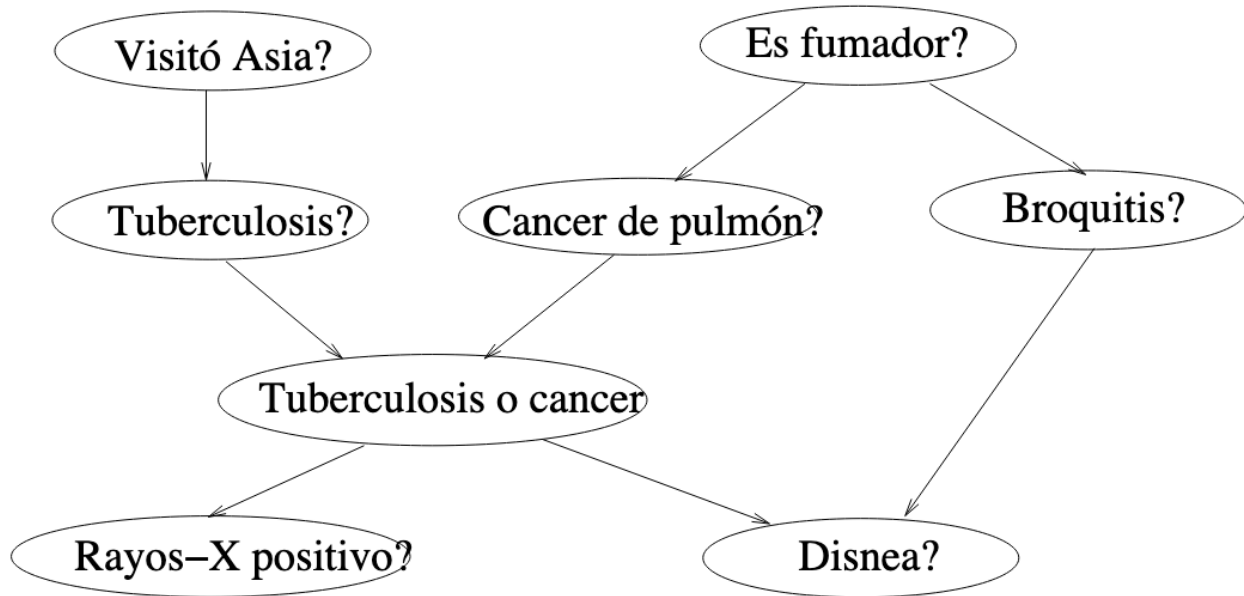 Visitó Asia?
Es fumador?
Tuberculosis?
Cancer de pulmón?
Broquitis?
Tuberculosis o cancer
Rayos−X positivo?
Disnea?